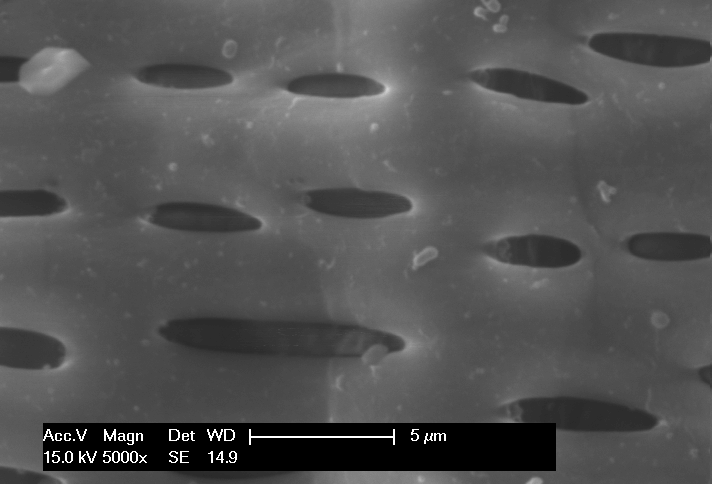 Acc.V Magn Det WD 5 µm
15.0 kV 5000x SE 14.9